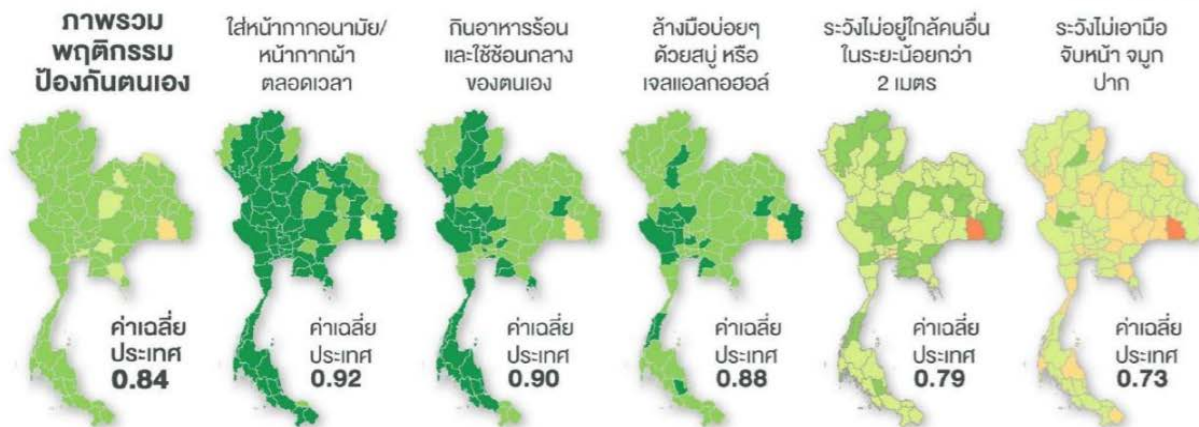 ภาพรวม
พฤติกรรม
ป้องกันตนเอง
ใส่หน้ากากอนามัย/
หน้ากากผ้า
ตลอดเวลา
กินอาหารร้อน
และใช้ช้อนกลาง
ของตนเอง
ล้างมือบ่อยๆ
ด้วยสบู่ หรือ
เจลแอลกอฮอล์
ระวังไม่อยู่ใกล้คนอื่น
ในระยะน้อยกว่า
2 เมตร
ระวังไม่เอามือ
จับหน้า จมูก
ปาก
ค่าเฉลี่ย
ประเทศ
0.84
ค่าเฉลี่ย
ประเทศ
0.92
ค่าเฉลี่ย
ประเทศ
0.90
ค่าเฉลี่ย
ประเทศ
0.88
ค่าเฉลี่ย
ประเทศ
0.79
ค่าเฉลี่ย
ประเทศ
0.73